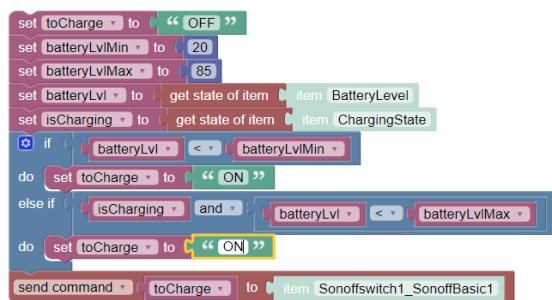 set toCharge to “ OFF ”
set batteryLvlMin to 20
set batteryLvlMax to 85
set batteryLvl to get state of item item BatteryLevel
set isCharging to get state of item item ChargingState
if batteryLvl < batteryLvlMin
do set toCharge to “ ON ”
else if isCharging and batteryLvl < batteryLvlMax
do set toCharge to “ ON ”
send command toCharge to item Sonoffswitch1_SonoffBasic1